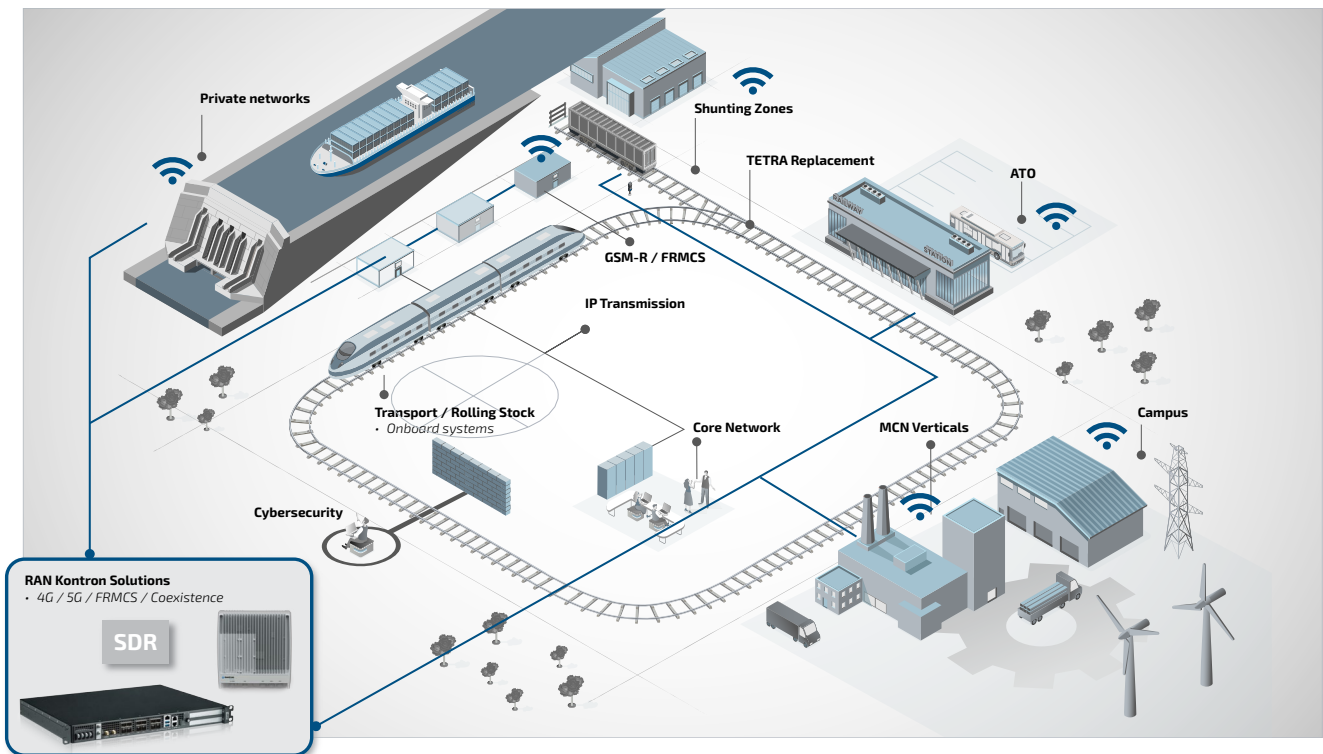 Private networks
Shunting Zones
TETRA Replacement
ATO
RAILWAY
STATION
GSM-R / FRMCS
IP Transmission
Transport / Rolling Stock
• Onboard systems
Core Network
MCN Verticals
Campus
Cybersecurity
RAN Kontron Solutions
• 4G / 5G / FRMCS / Coexistence
SDR